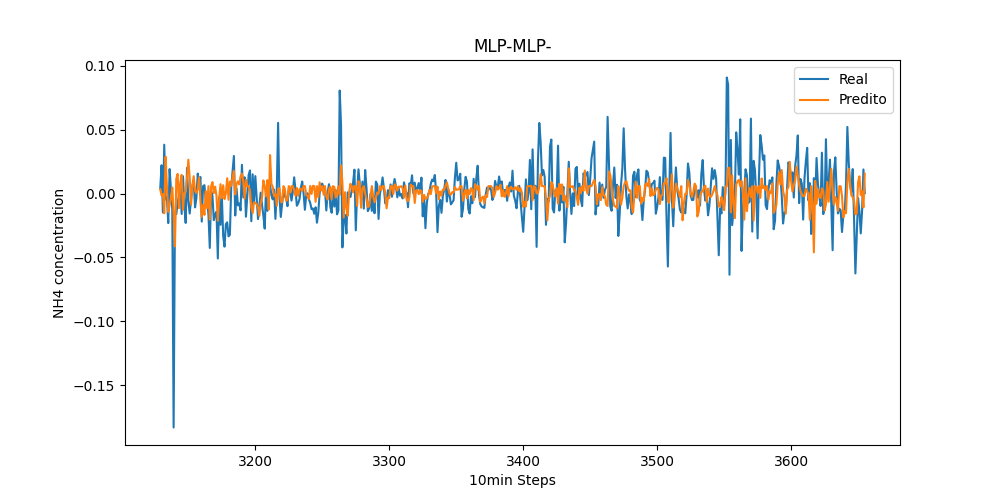 MLP-MLP-
Real
Predito
0.10
0.05
0.00
−0.05
−0.10
−0.15
NH4 concentration
3200 3300 3400 3500 3600
10min Steps